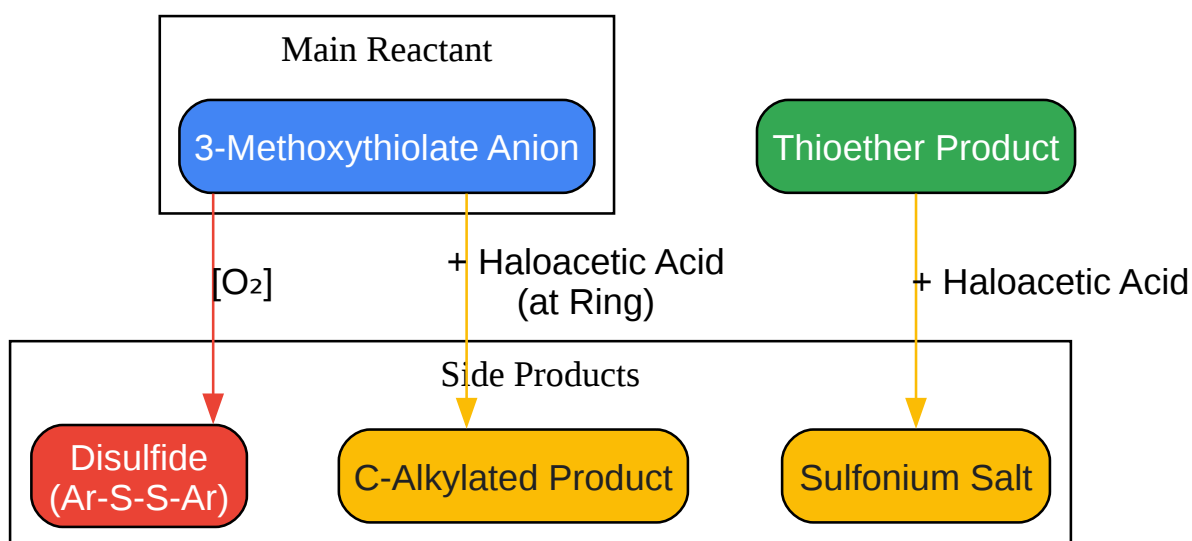 Main Reactant
3-Methoxythiolate Anion
Thioether Product
[O₂]
+ Haloacetic Acid
(at Ring)
+ Haloacetic Acid
Side Products
Disulfide
(Ar-S-S-Ar)
C-Alkylated Product
Sulfonium Salt